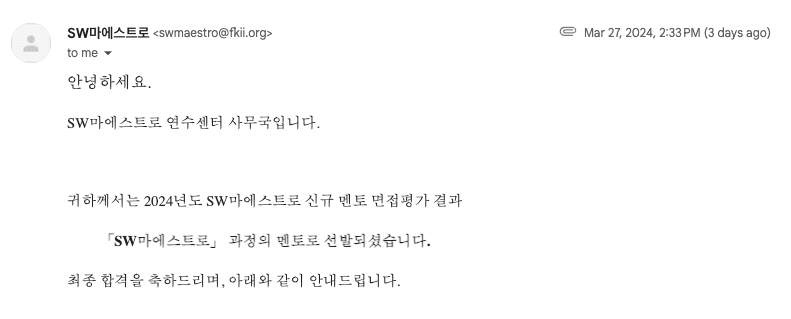 SW마에스트로 <swmaestro@fkii.org> Mar 27, 2024, 2:33 PM (3 days ago)
to me
안녕하세요.
SW마에스트로 연수센터 사무국입니다.
귀하께서는 2024년도 SW마에스트로 신규 멘토 면접평가 결과
「SW마에스트로」 과정의 멘토로 선발되셨습니다.
최종 합격을 축하드리며, 아래와 같이 안내드립니다.